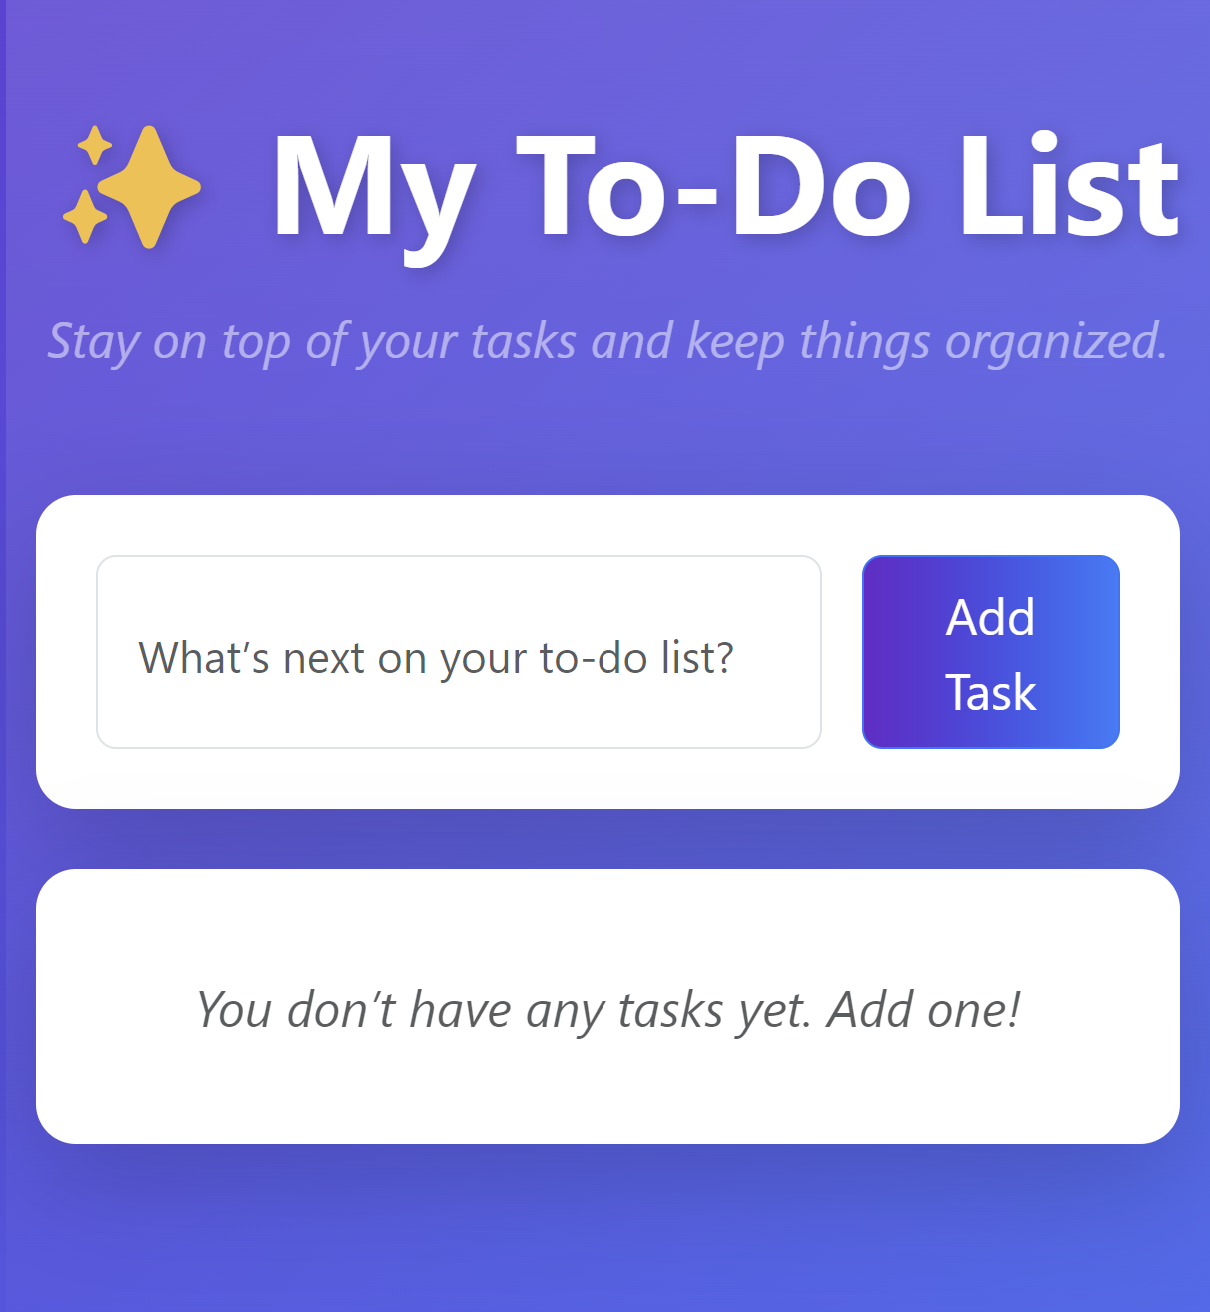 ✨ My To-Do List
Stay on top of your tasks and keep things organized.
What's next on your to-do list?
Add
Task
You don't have any tasks yet. Add one!